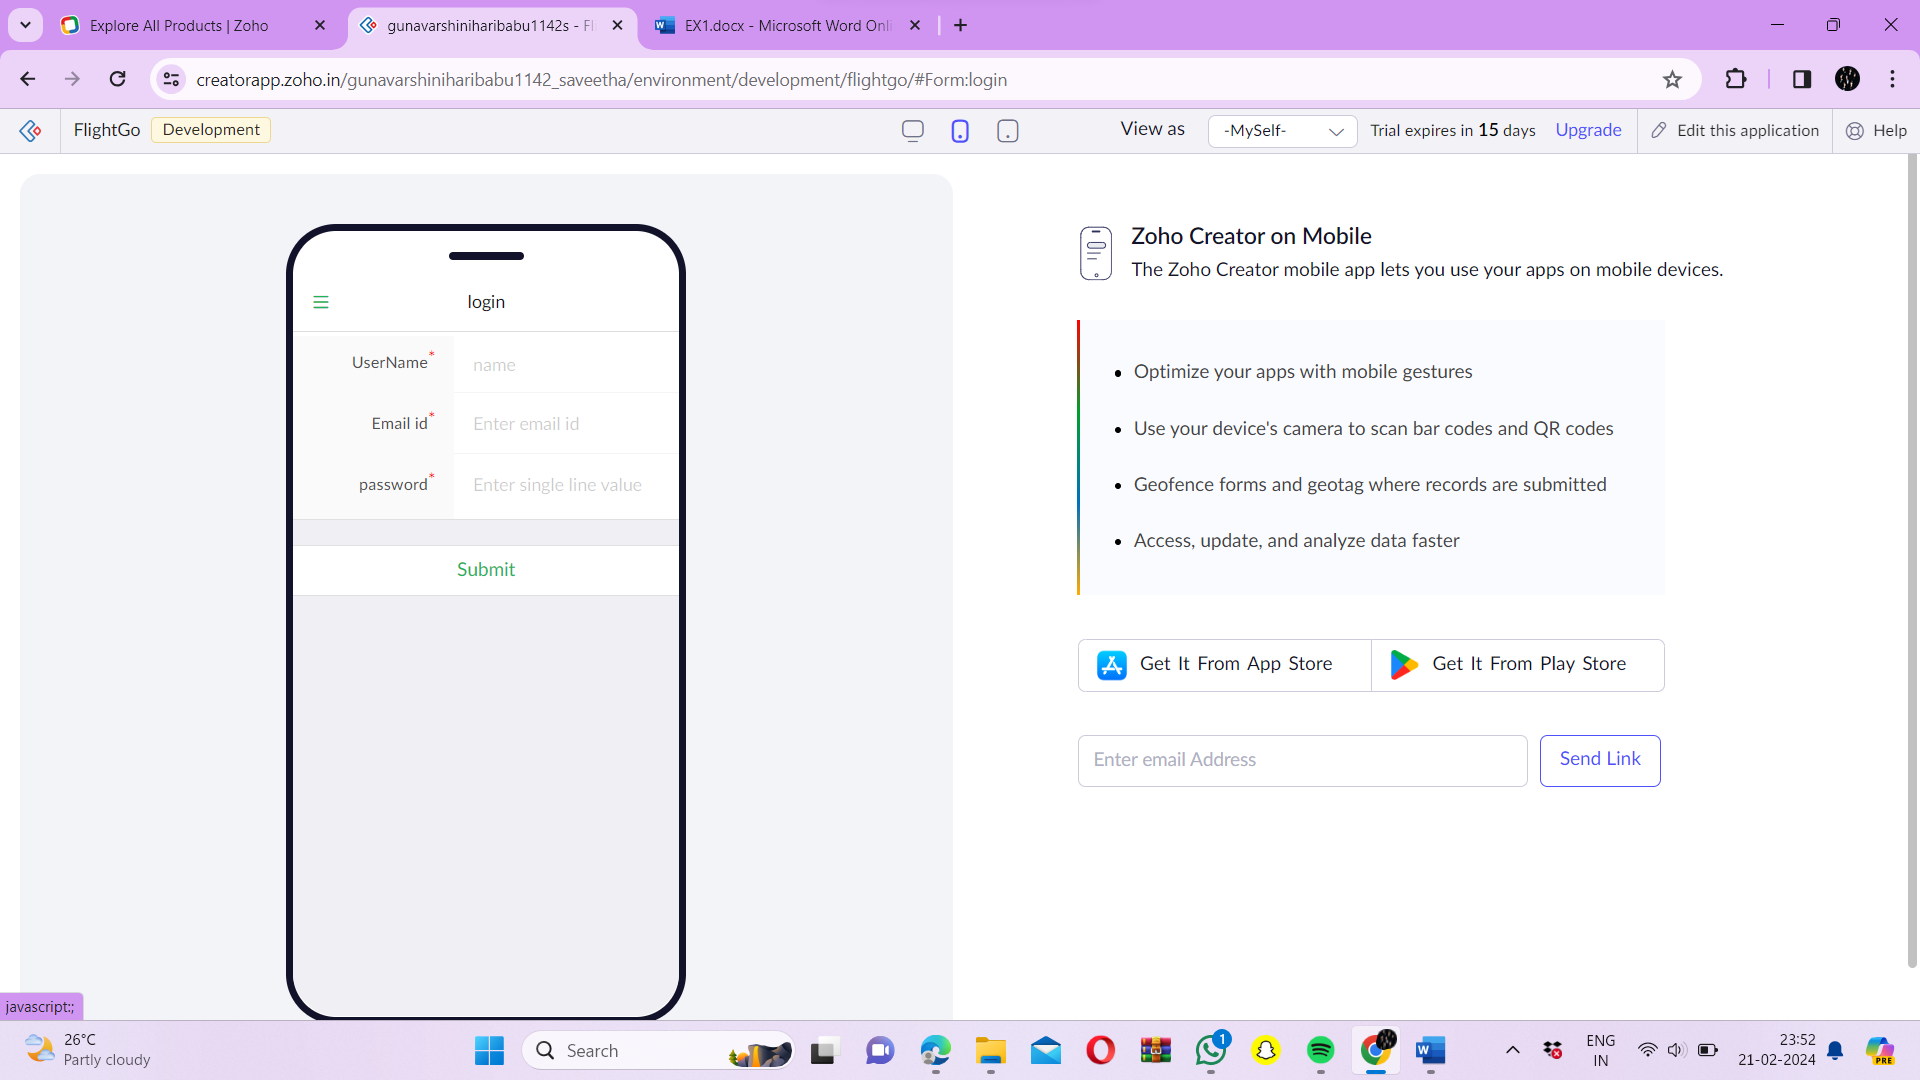 Explore All Products | Zoho
gunavarshiniharibabu1142s - Fl
EX1.docx - Microsoft Word Onli
creatorapp.zoho.in/gunavarshiniharibabu1142_saveetha/environment/development/flightgo/#Form:login
FlightGo Development View as -MySelf- Trial expires in 15 days Upgrade Edit this application Help
login
UserName* name
Email id* Enter email id
password* Enter single line value
Submit
Zoho Creator on Mobile
The Zoho Creator mobile app lets you use your apps on mobile devices.
• Optimize your apps with mobile gestures
• Use your device's camera to scan bar codes and QR codes
• Geofence forms and geotag where records are submitted
• Access, update, and analyze data faster
Get It From App Store
Get It From Play Store
Enter email Address
Send Link
javascript:;
26°C
Partly cloudy
Search
1
ENG
IN
23:52
21-02-2024
PRE